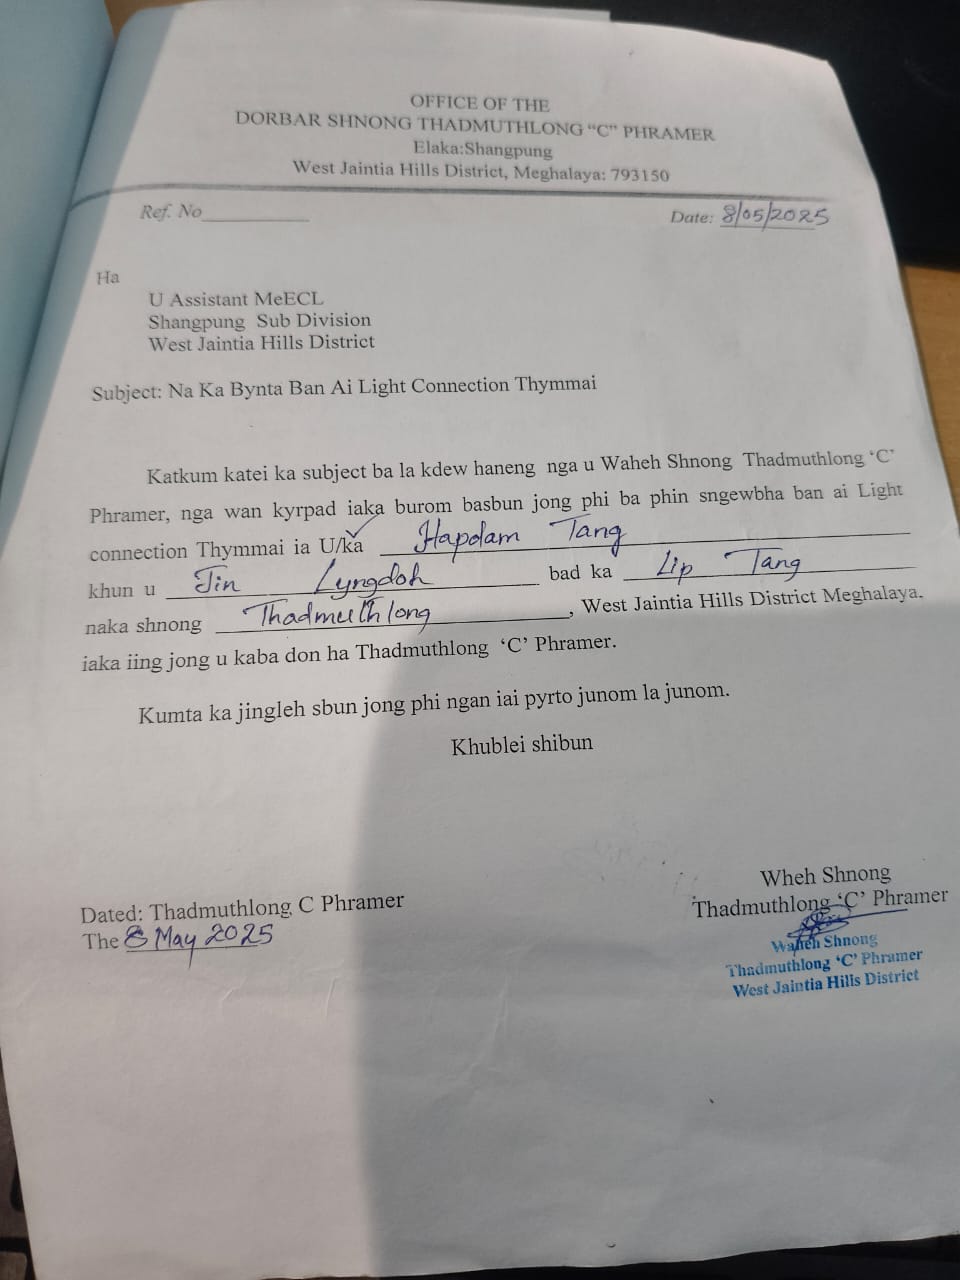 OFFICE OF THE
DORBAR SHNONG THADMUTHLONG “C” PHRAMER
Elaka:Shangpung
West Jaintia Hills District, Meghalaya: 793150
Ref. No__________ Date: 8/05/2025
Ha
U Assistant MeECL
Shangpung Sub Division
West Jaintia Hills District
Subject: Na Ka Bynta Ban Ai Light Connection Thymmai
Katkum katei ka subject ba la kdew haneng nga u Waheh Shnong Thadmuthlong ‘C’
Phramer, nga wan kyrpad iaka burom basbun jong phi ba phin sngewbha ban ai Light
connection Thymmai ia U/ka Hapolam Tang
khun u Tin Lyngdoh bad ka Lip Tang
naka shnong Thadmuthlong, West Jaintia Hills District Meghalaya.
iaka iing jong u kaba don ha Thadmuthlong ‘C’ Phramer.
Kumta ka jingleh sbun jong phi ngan iai pyrto junom la junom.
Khublei shibun
Wheh Shnong
Thadmuthlong ‘C’ Phramer
Waheh Shnong
Thadmuthlong ‘C’ Phramer
West Jaintia Hills District
Dated: Thadmuthlong C Phramer
The 8 May 2025